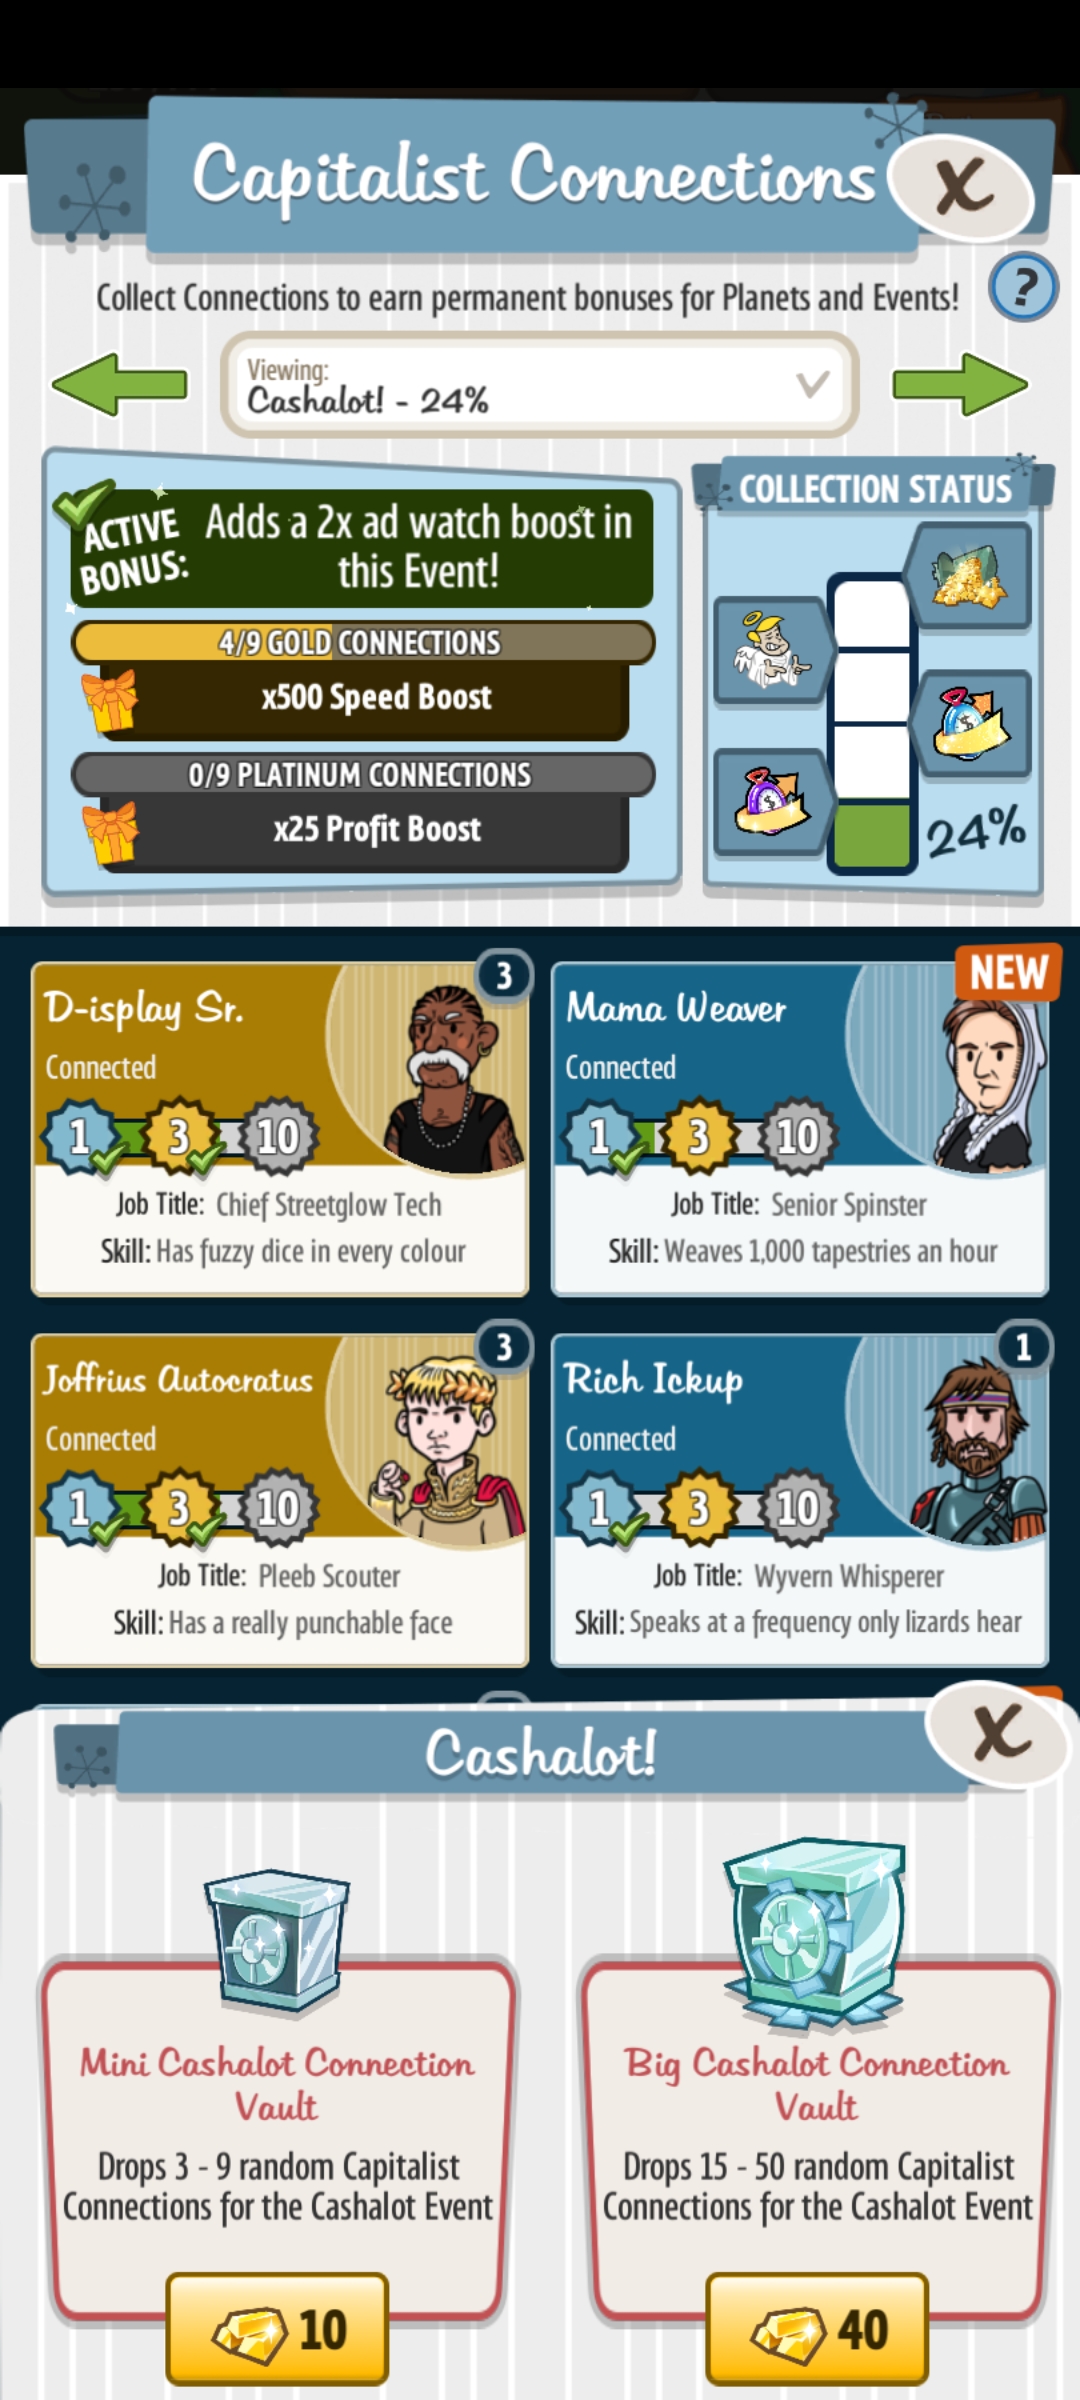 Capitalist Connections
X
Collect Connections to earn permanent bonuses for Planets and Events!
?
Viewing:
Cashalot! - 24%
ACTIVE BONUS:
Adds a 2x ad watch boost in
this Event!
4/9 GOLD CONNECTIONS
x500 Speed Boost
0/9 PLATINUM CONNECTIONS
x25 Profit Boost
COLLECTION STATUS
24%
D-isplay Sr.
3
Connected
1 3 10
Job Title: Chief Streetglow Tech
Skill: Has fuzzy dice in every colour
NEW
Mama Weaver
Connected
1 3 10
Job Title: Senior Spinster
Skill: Weaves 1,000 tapestries an hour
Joffrius Autocratus
3
Connected
1 3 10
Job Title: Pleeb Scouter
Skill: Has a really punchable face
Rich Ickup
1
Connected
1 3 10
Job Title: Wyvern Whisperer
Skill: Speaks at a frequency only lizards hear
Cashalot!
X
Mini Cashalot Connection
Vault
Drops 3 - 9 random Capitalist
Connections for the Cashalot Event
10
Big Cashalot Connection
Vault
Drops 15 - 50 random Capitalist
Connections for the Cashalot Event
40